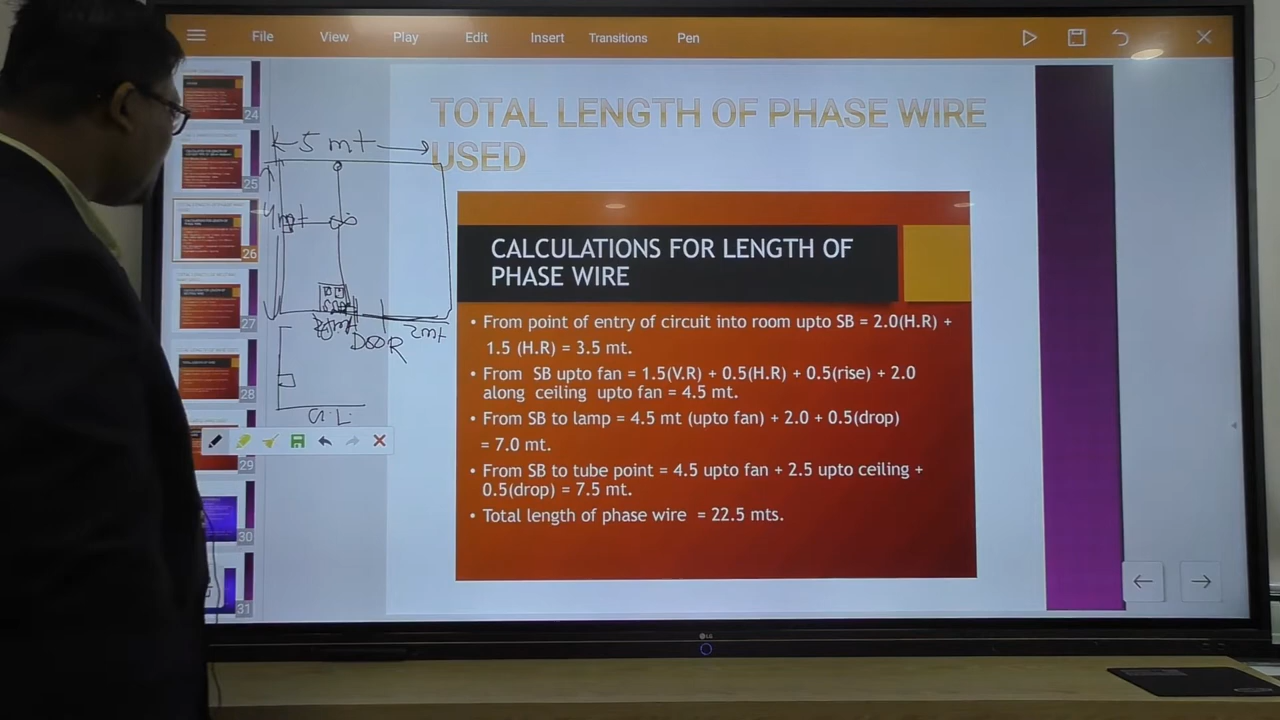 File View Play Edit Insert Transitions Pen
TOTAL LENGTH OF PHASE WIRE
USED
5 mt
4mt
DOOR
2mt
G.L.
CALCULATIONS FOR LENGTH OF
PHASE WIRE
• From point of entry of circuit into room upto SB = 2.0(H.R) +
1.5 (H.R) = 3.5 mt.
• From SB upto fan = 1.5(V.R) + 0.5(H.R) + 0.5(rise) + 2.0
along ceiling upto fan = 4.5 mt.
• From SB to lamp = 4.5 mt (upto fan) + 2.0 + 0.5(drop)
= 7.0 mt.
• From SB to tube point = 4.5 upto fan + 2.5 upto ceiling +
0.5(drop) = 7.5 mt.
• Total length of phase wire = 22.5 mts.
24
25
26
27
28
29
30
31
LG